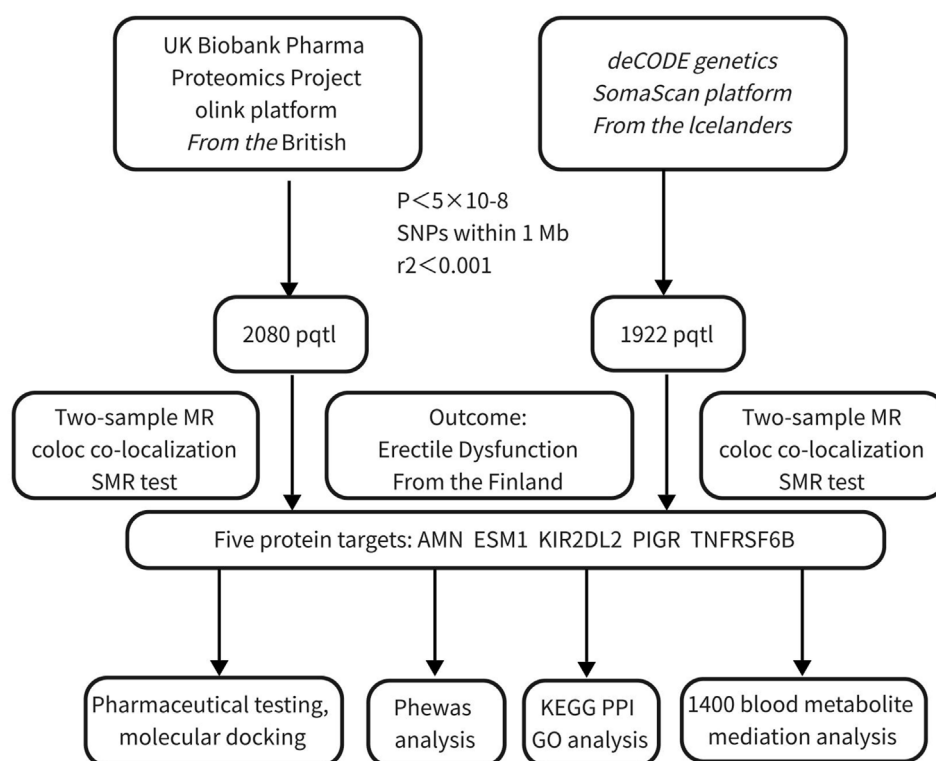 UK Biobank Pharma
Proteomics Project
olink platform
From the British
deCODE genetics
SomaScan platform
From the Icelanders
P＜5×10-8
SNPs within 1 Mb
r2＜0.001
2080 pqtl
1922 pqtl
Two-sample MR
coloc co-localization
SMR test
Outcome:
Erectile Dysfunction
From the Finland
Two-sample MR
coloc co-localization
SMR test
Five protein targets: AMN ESM1 KIR2DL2 PIGR TNFRSF6B
Pharmaceutical testing,
molecular docking
Phewas
analysis
KEGG PPI
GO analysis
1400 blood metabolite
mediation analysis